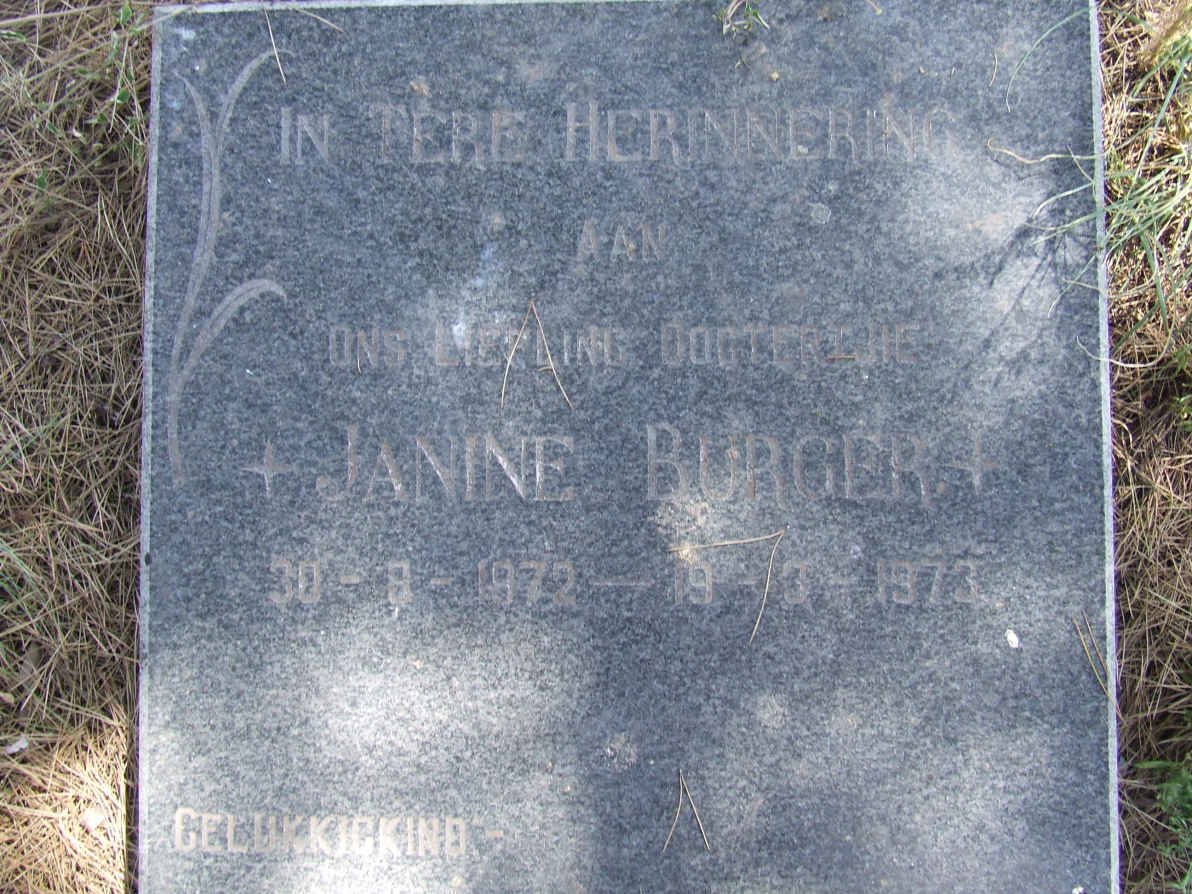 IN TERE HERINNERING
AAN
ONS LIEFLING DOGTERTJIE
JANINE BURGER
30 - 8 - 1972 — 19 - 3 - 1973
GELUKKIGKIND -